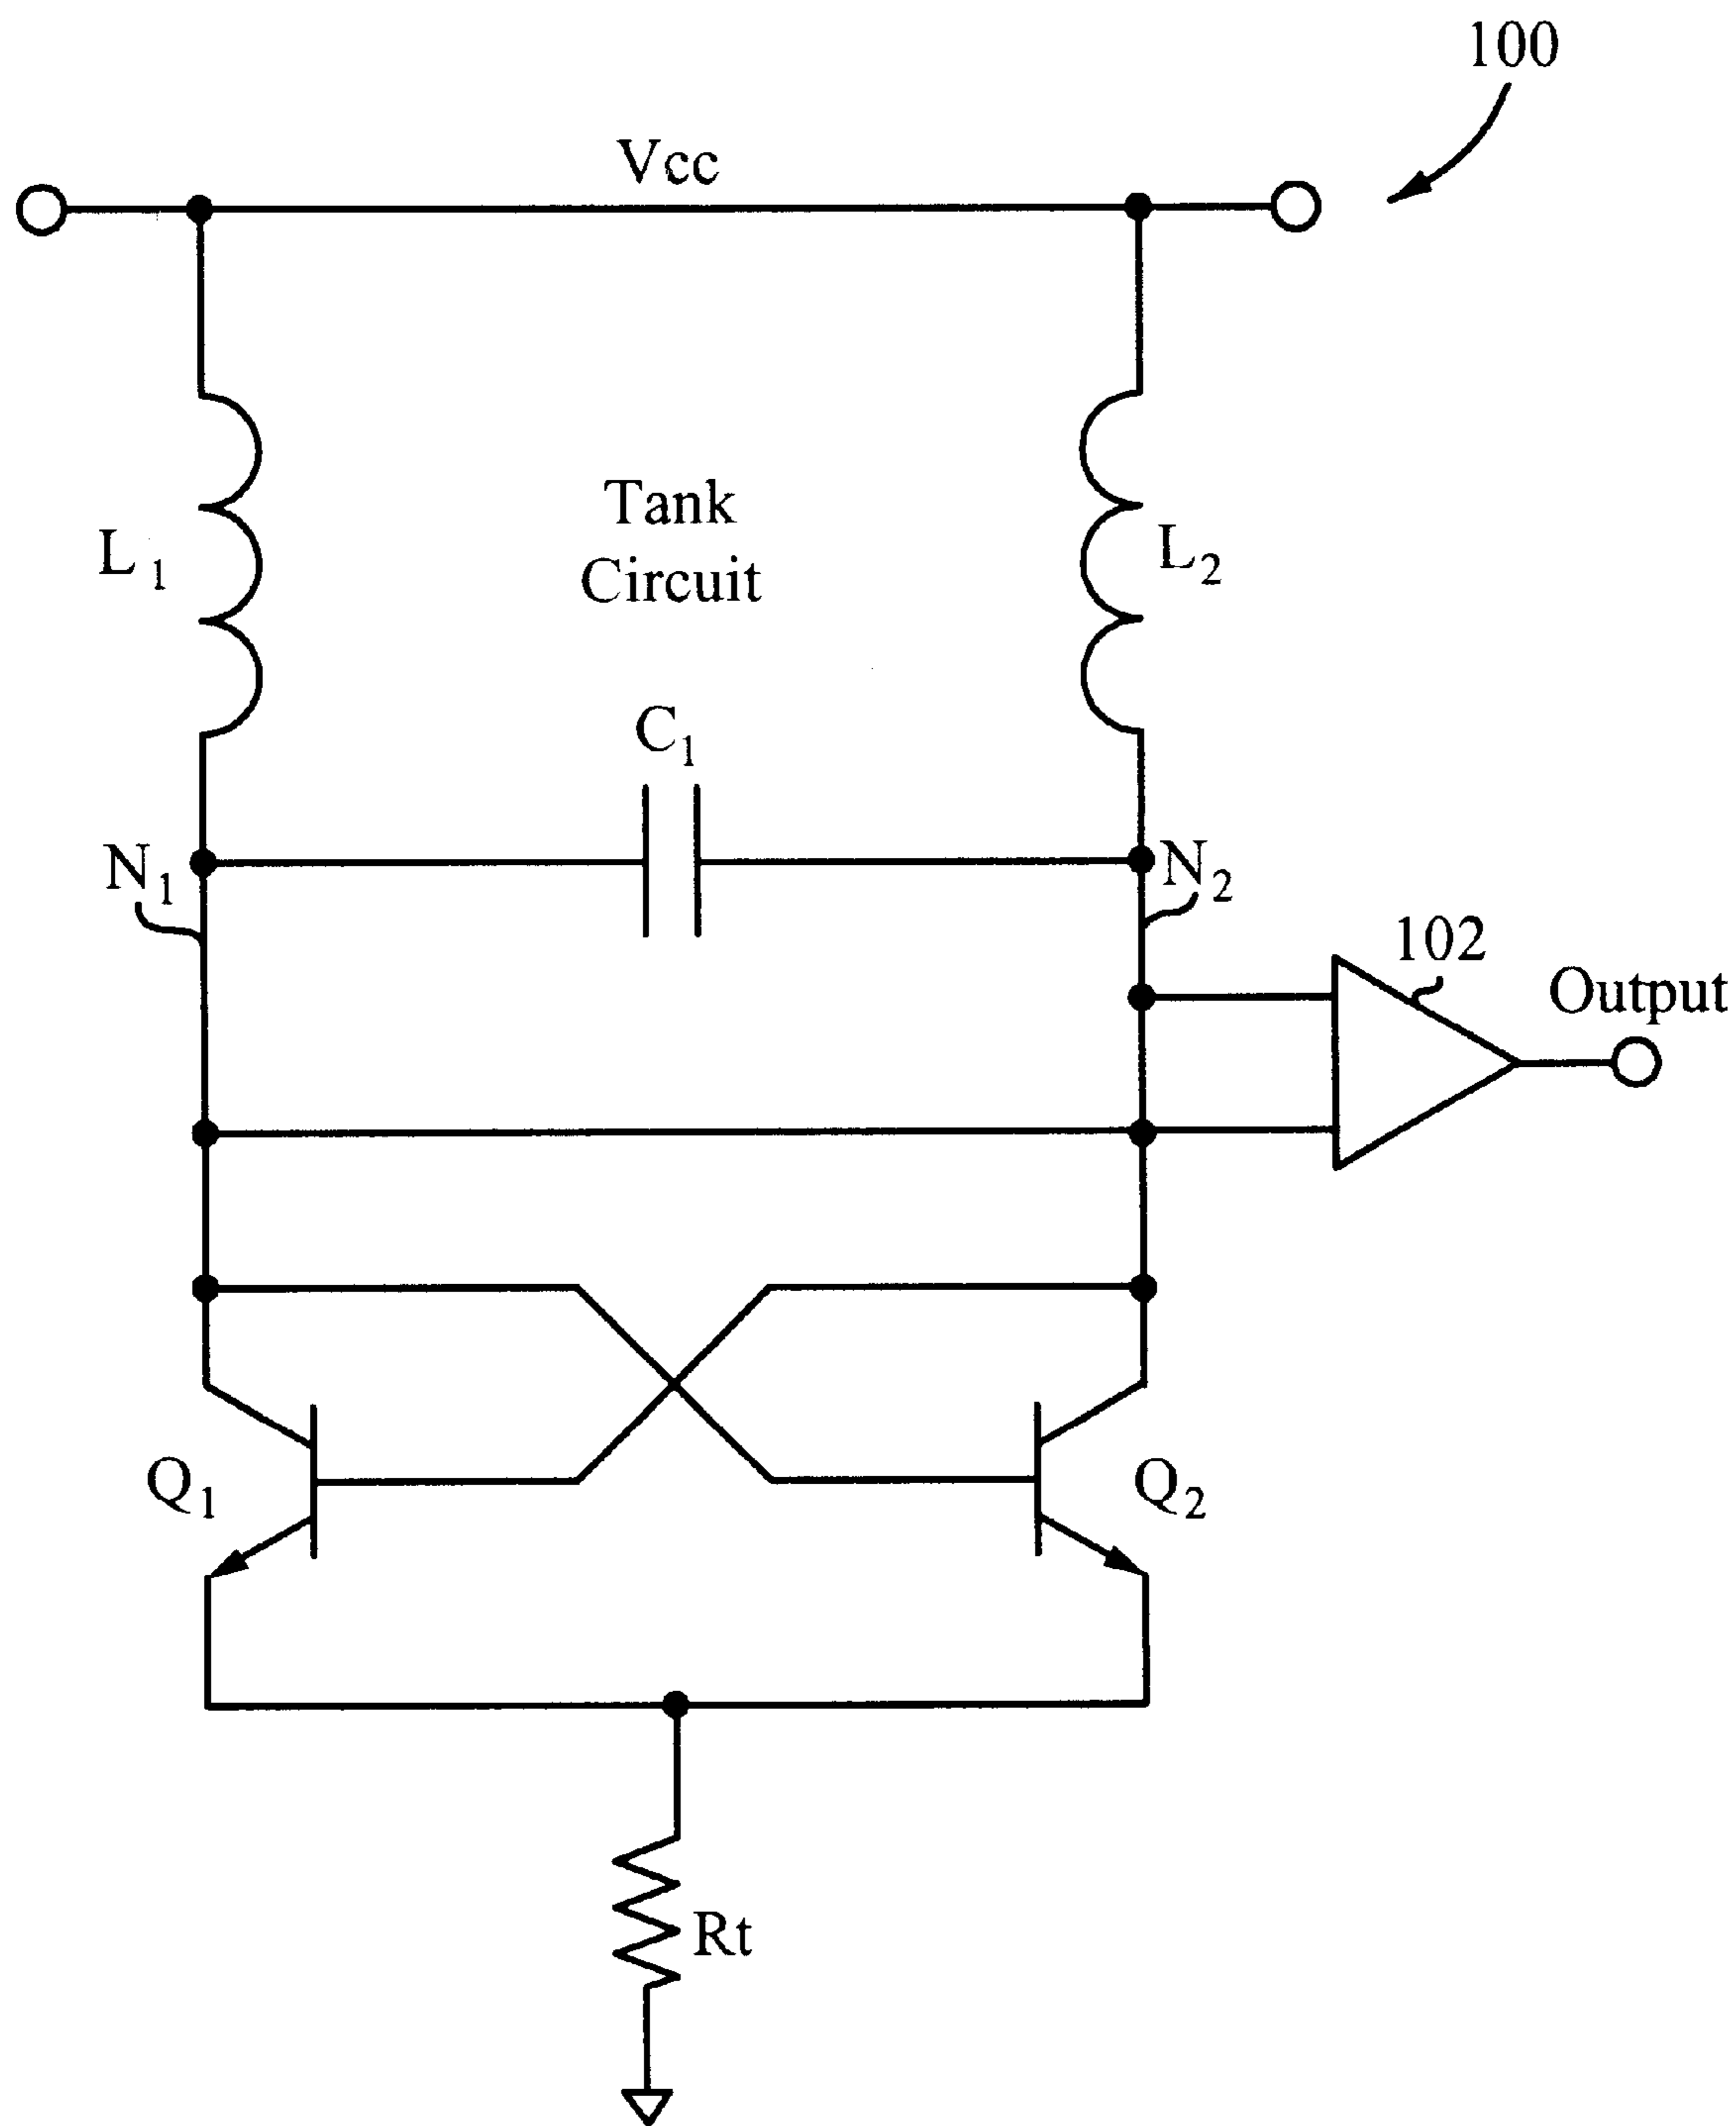 100
Vcc
Tank
Circuit
L₁
L₂
C₁
N₁
N₂
102
Output
Q₁
Q₂
Rt